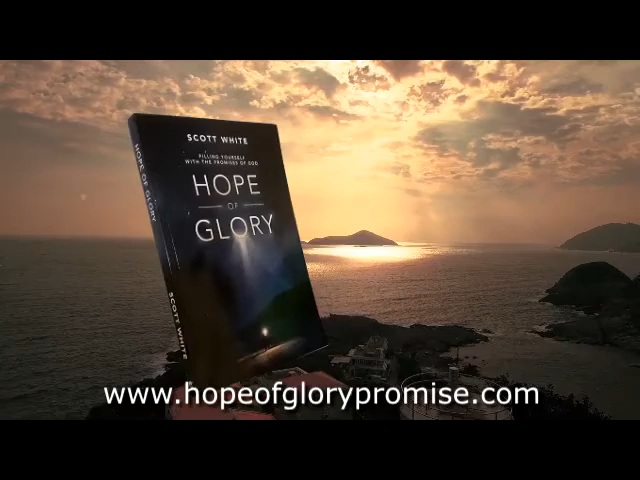 SCOTT WHITE
FILLING YOURSELF
WITH THE PROMISES OF GOD
HOPE
OF
GLORY
HOPE OF GLORY
SCOTT WHITE
www.hopeofglorypromise.com